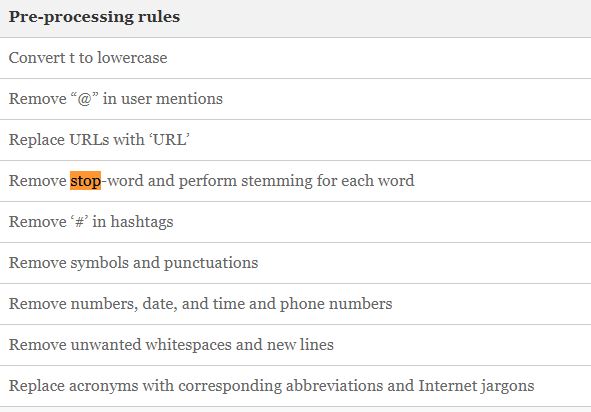 Pre-processing rules
Convert t to lowercase
Remove “@” in user mentions
Replace URLs with ‘URL’
Remove stop-word and perform stemming for each word
Remove ‘#’ in hashtags
Remove symbols and punctuations
Remove numbers, date, and time and phone numbers
Remove unwanted whitespaces and new lines
Replace acronyms with corresponding abbreviations and Internet jargons